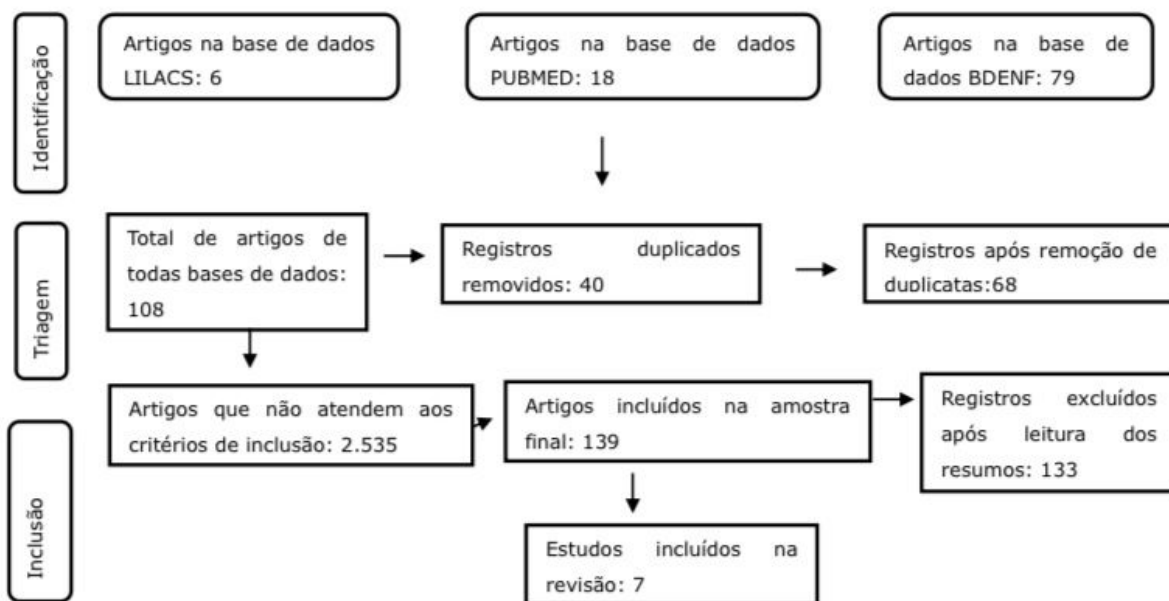 Identificação
Artigos na base de dados
LILACS: 6
Artigos na base de dados
PUBMED: 18
Artigos na base de
dados BDENF: 79
Triagem
Total de artigos de
todas bases de dados:
108
Registros duplicados
removidos: 40
Registros após remoção de
duplicatas:68
Artigos que não atendem aos
critérios de inclusão: 2.535
Artigos incluídos na amostra
final: 139
Registros excluídos
após leitura dos
resumos: 133
Inclusão
Estudos incluídos na
revisão: 7